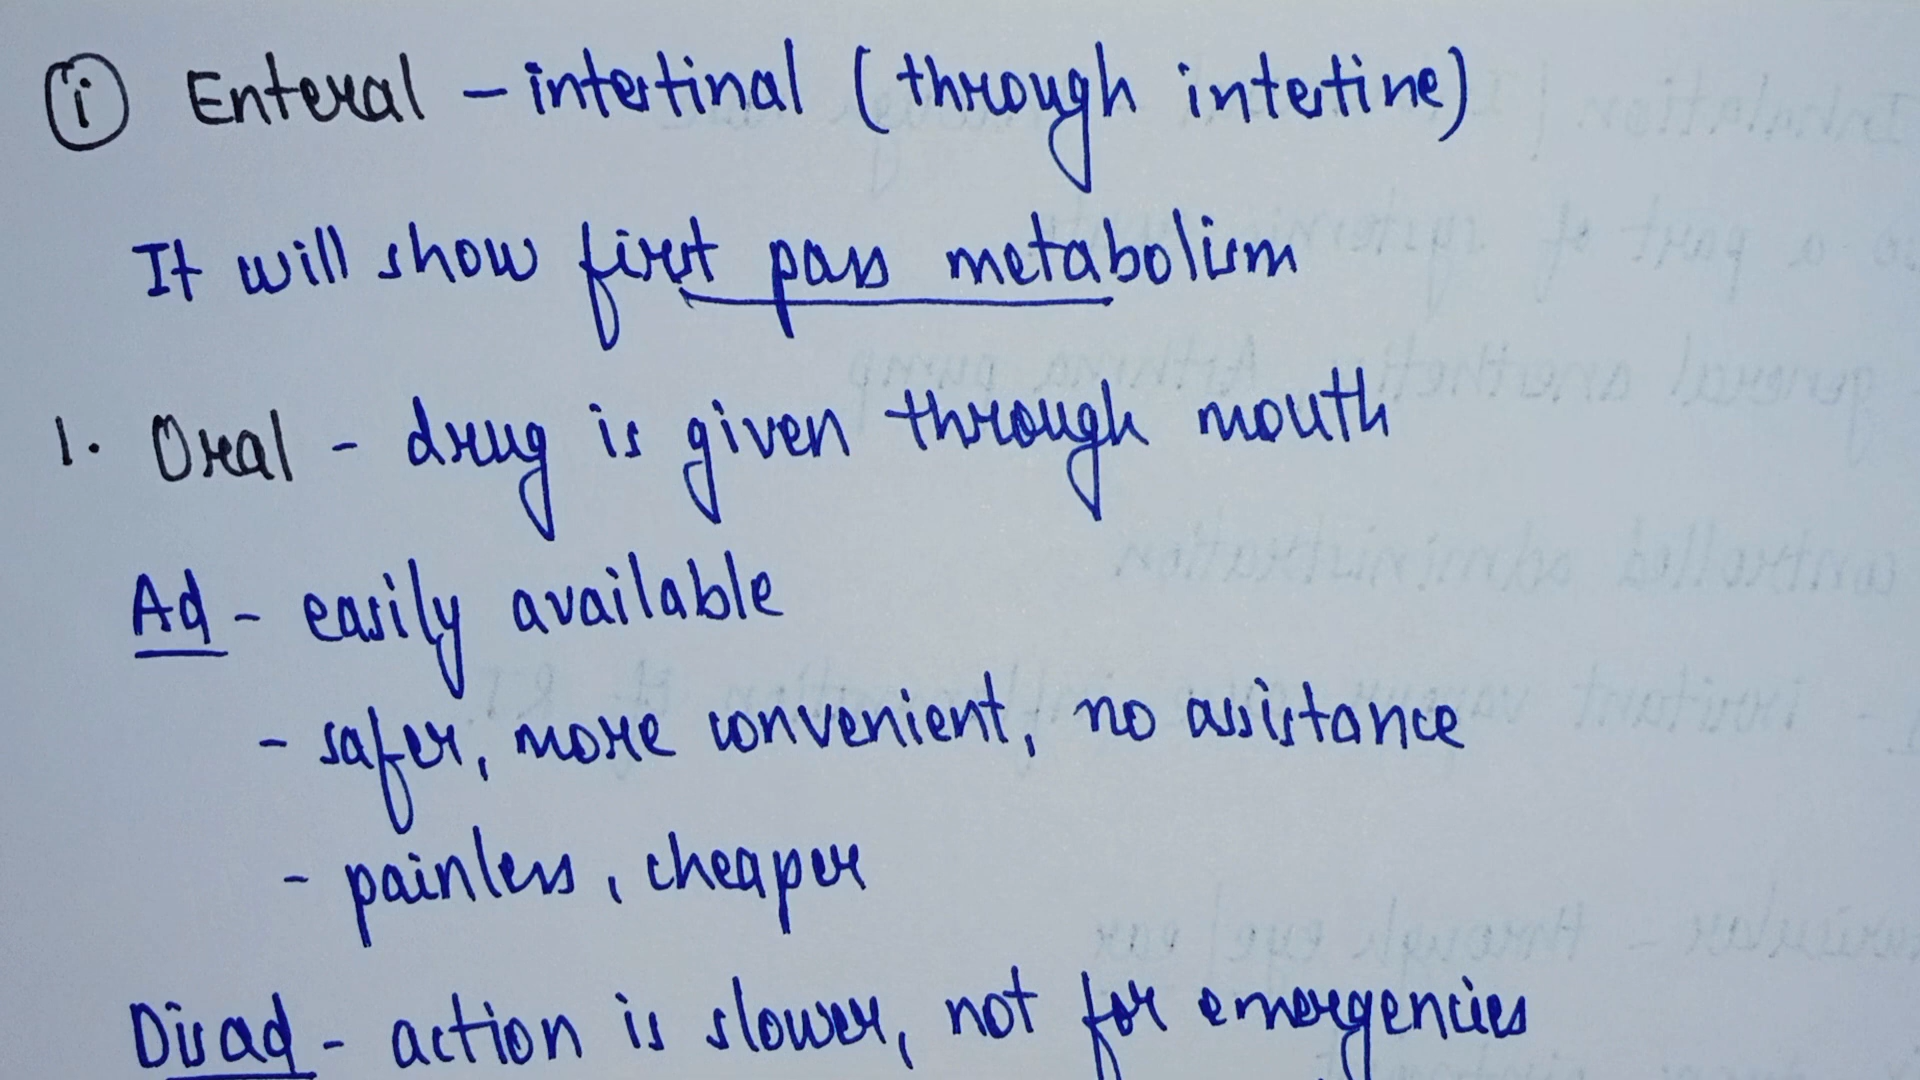 i Enteral - intestinal (through intestine)
It will show first pass metabolism
1. Oral - drug is given through mouth
Ad - easily available
- safer, more convenient, no assistance
- painless, cheaper
Disad - action is slower, not for emergencies